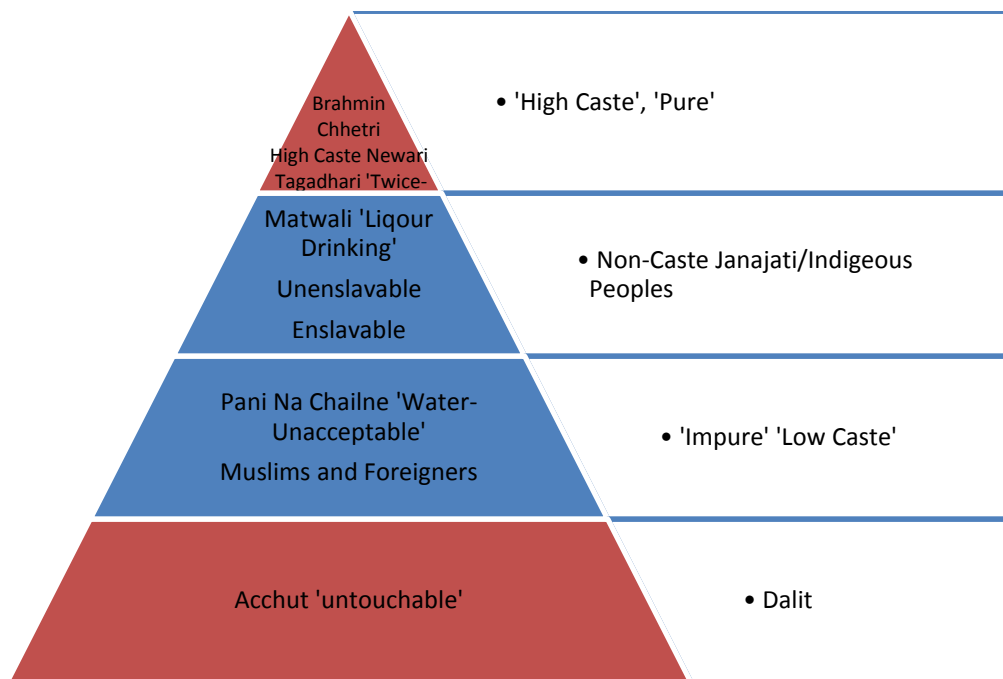 Brahmin
Chhetri
High Caste Newari
Tagadhari 'Twice-
• 'High Caste', 'Pure'
Matwali 'Liqour
Drinking'
Unenslavable
Enslavable
• Non-Caste Janajati/Indigeous
Peoples
Pani Na Chailne 'Water-
Unacceptable'
Muslims and Foreigners
• 'Impure' 'Low Caste'
Acchut 'untouchable'
• Dalit